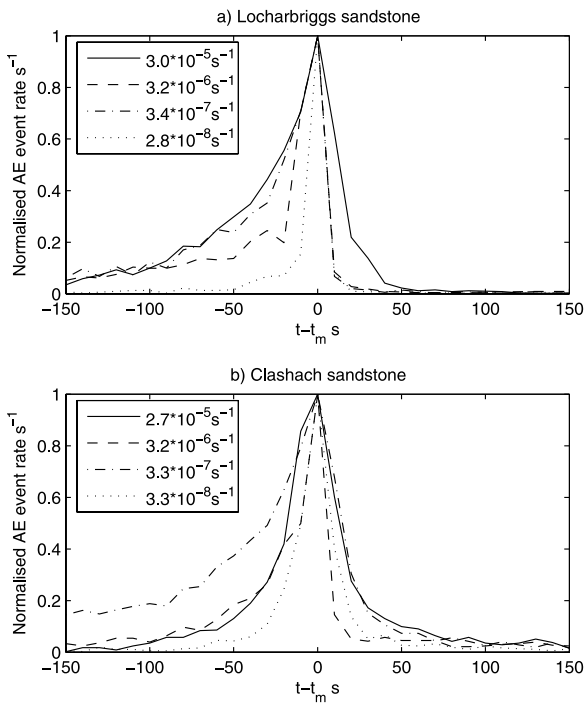 a) Locharbriggs sandstone
Normalised AE event rate s⁻¹
1
0.8
0.6
0.4
0.2
0
3.0*10⁻⁵s⁻¹
3.2*10⁻⁶s⁻¹
3.4*10⁻⁷s⁻¹
2.8*10⁻⁸s⁻¹
−150 −100 −50 0 50 100 150
t−tₘ s
b) Clashach sandstone
Normalised AE event rate s⁻¹
1
0.8
0.6
0.4
0.2
0
2.7*10⁻⁵s⁻¹
3.2*10⁻⁶s⁻¹
3.3*10⁻⁷s⁻¹
3.3*10⁻⁸s⁻¹
−150 −100 −50 0 50 100 150
t−tₘ s